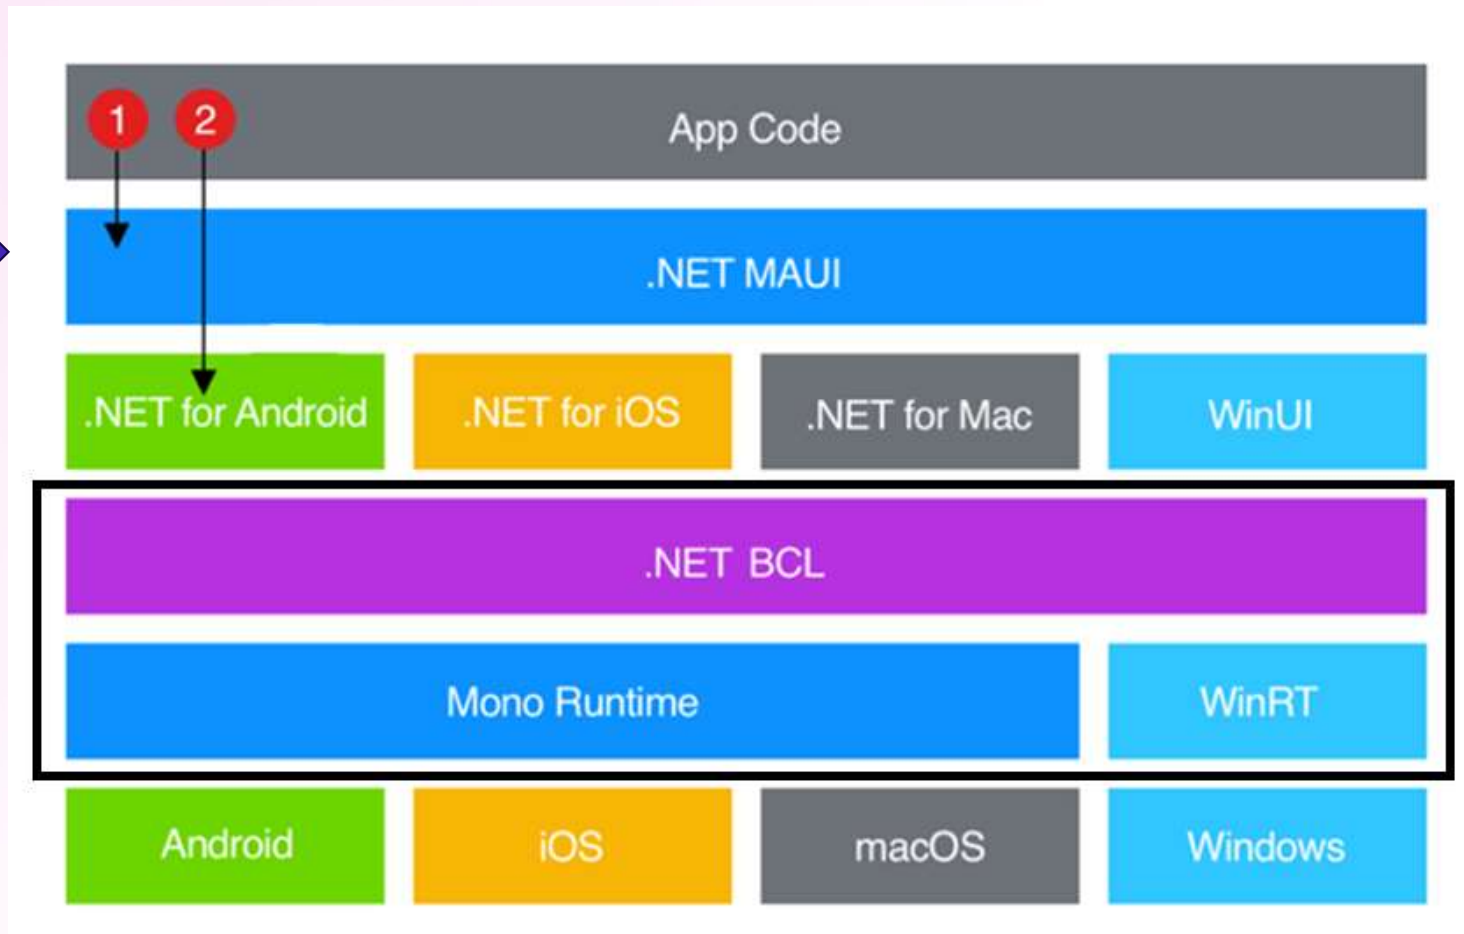 1 2 App Code
.NET MAUI
.NET for Android .NET for iOS .NET for Mac WinUI
.NET BCL
Mono Runtime WinRT
Android iOS macOS Windows